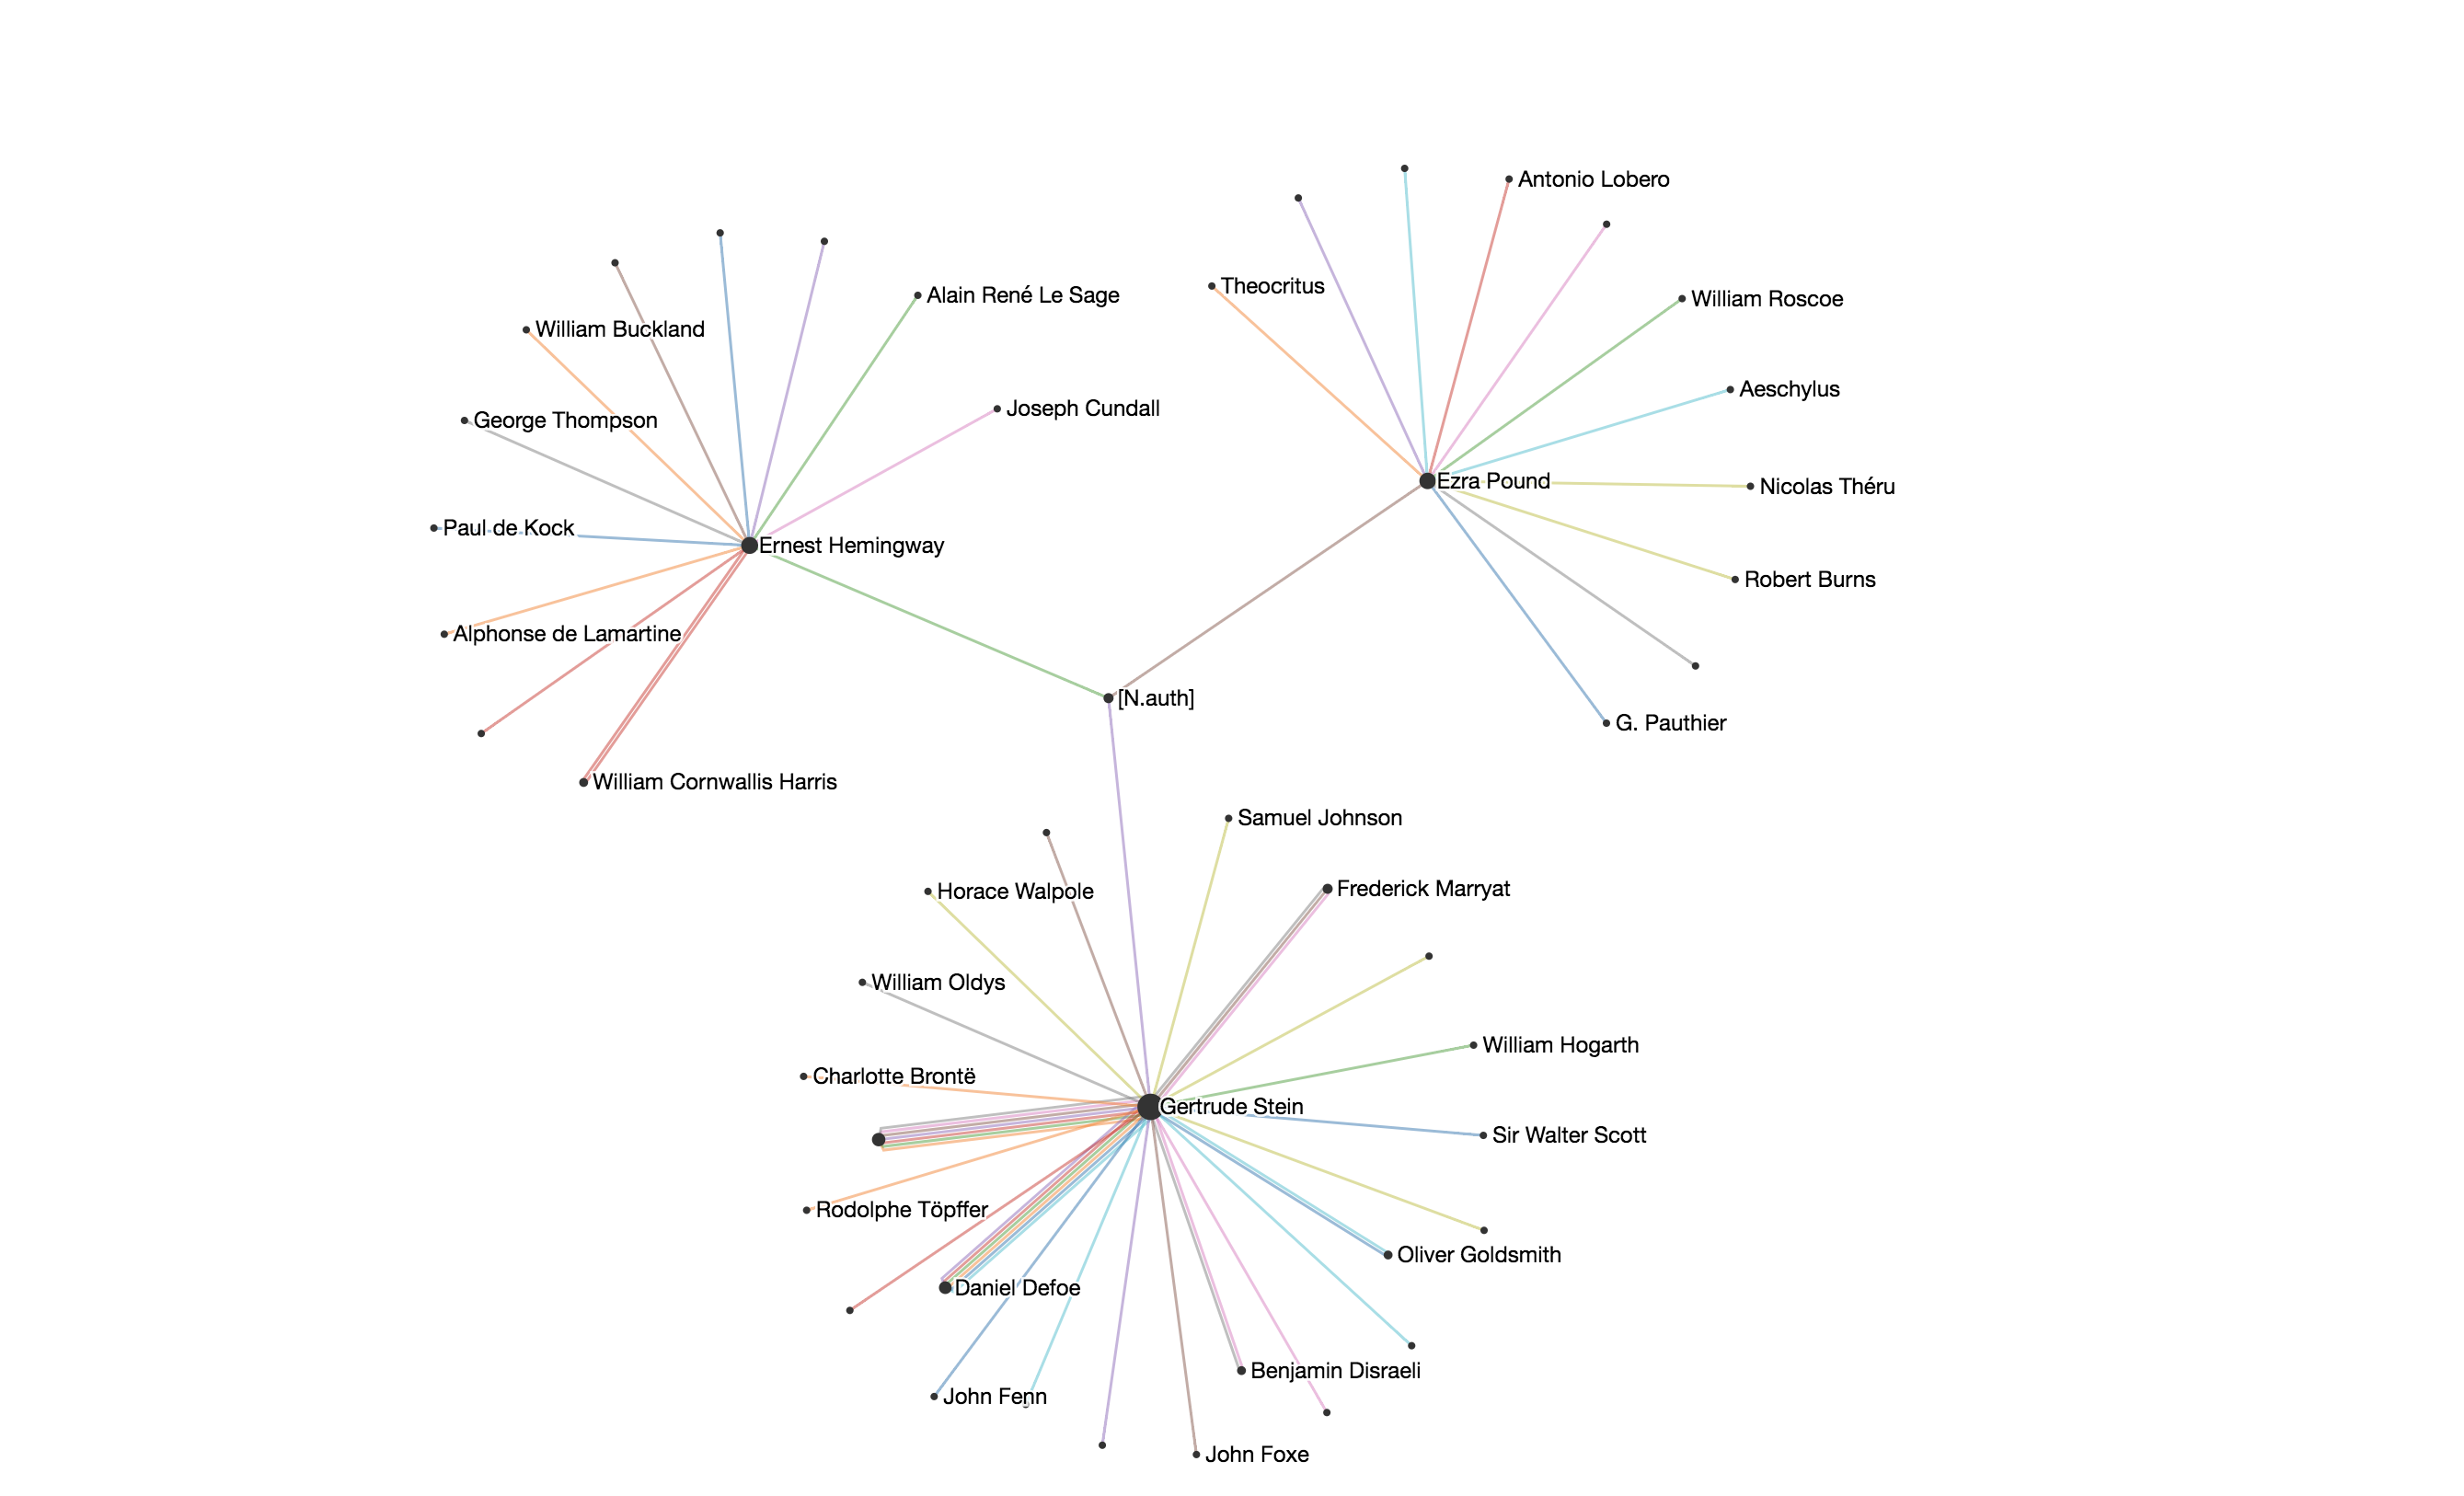 Antonio Lobero
Theocritus
Alain René Le Sage
William Roscoe
William Buckland
Aeschylus
Joseph Cundall
George Thompson
Ezra Pound
Nicolas Théru
Paul de Kock
Ernest Hemingway
Robert Burns
Alphonse de Lamartine
[N.auth]
G. Pauthier
William Cornwallis Harris
Samuel Johnson
Frederick Marryat
Horace Walpole
William Oldys
William Hogarth
Charlotte Brontë
Gertrude Stein
Sir Walter Scott
Rodolphe Töpffer
Oliver Goldsmith
Daniel Defoe
Benjamin Disraeli
John Fenn
John Foxe